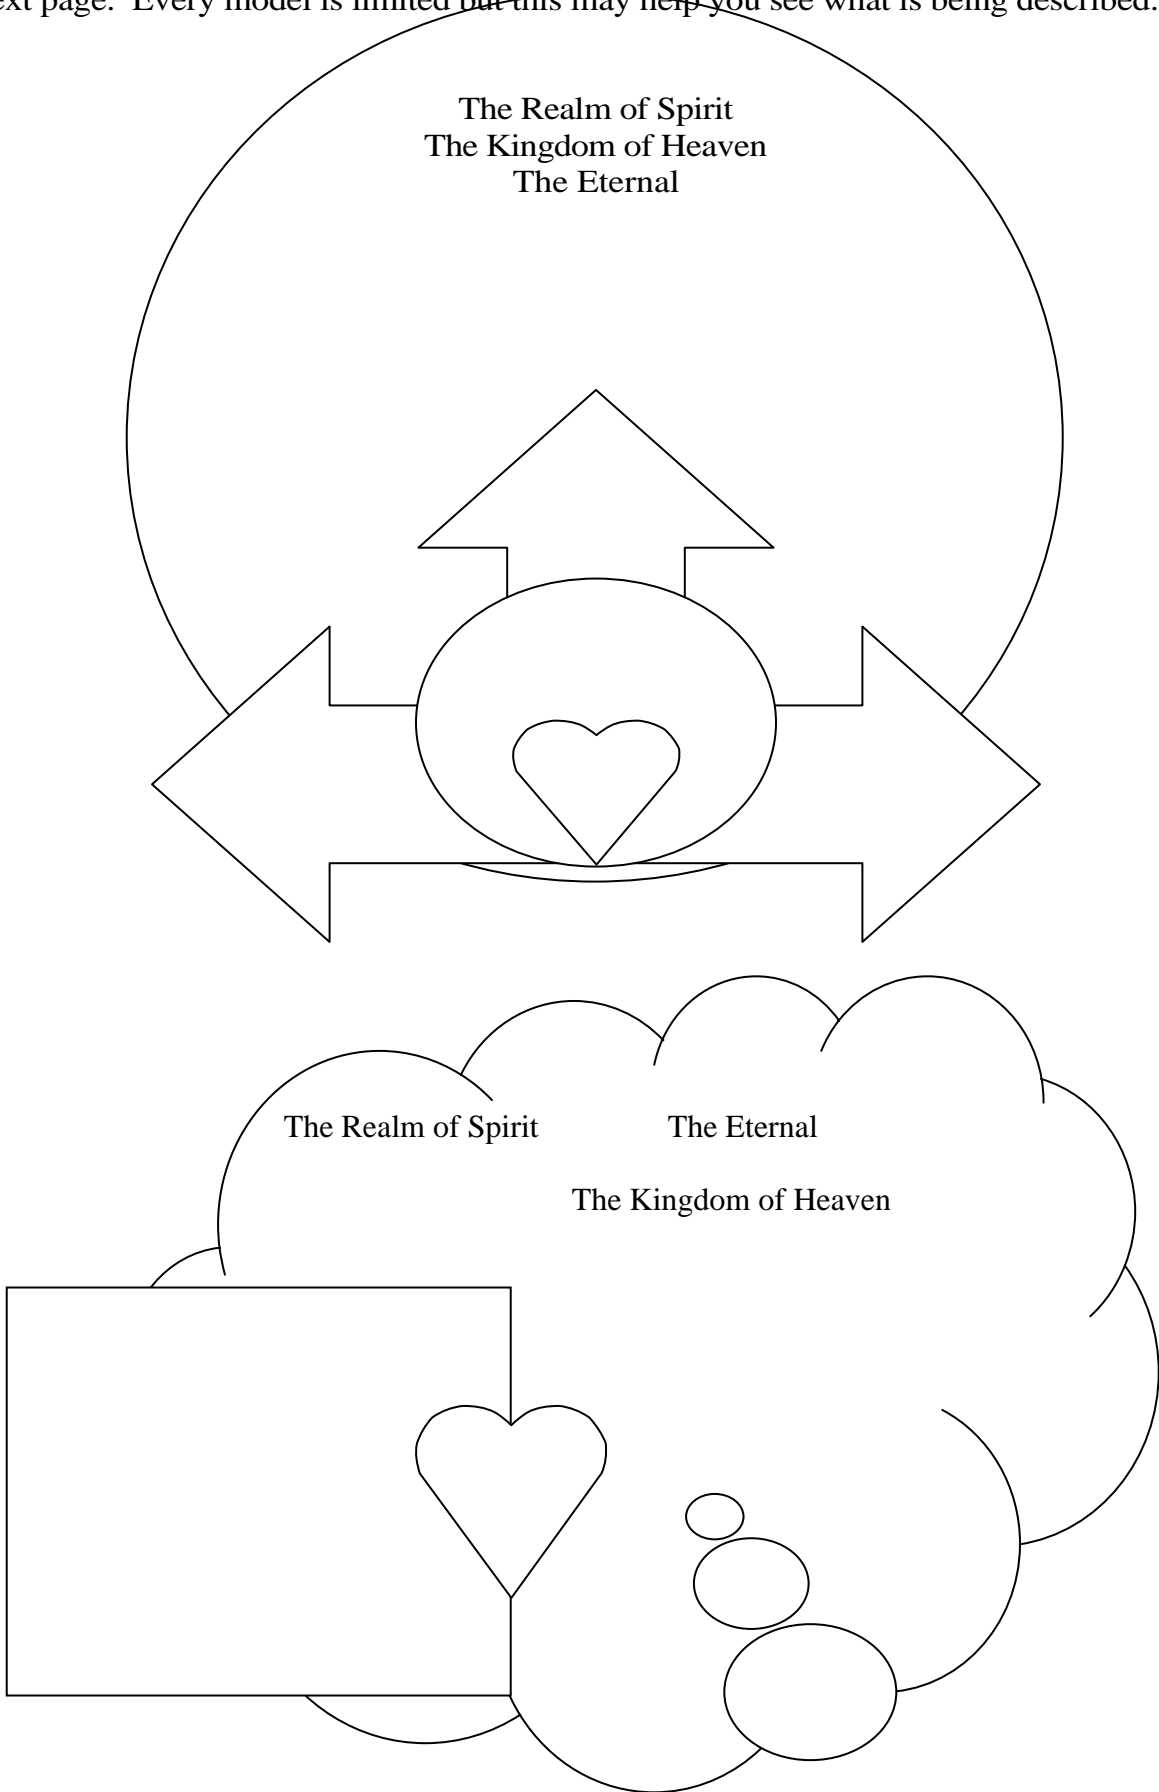 ext page. Every model is limited but this may help you see what is being described.
The Realm of Spirit
The Kingdom of Heaven
The Eternal
The Realm of Spirit The Eternal
The Kingdom of Heaven